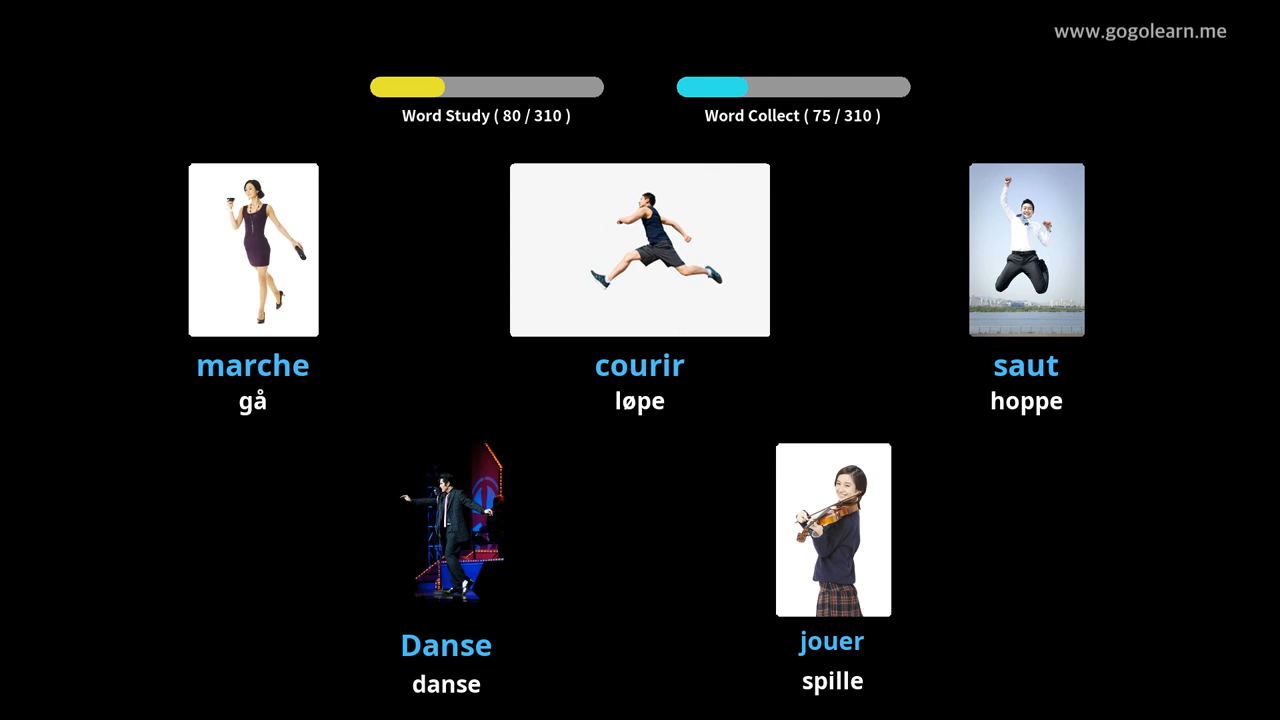 www.gogolearn.me
Word Study ( 80 / 310 )
Word Collect ( 75 / 310 )
marche
gå
courir
løpe
saut
hoppe
Danse
danse
jouer
spille